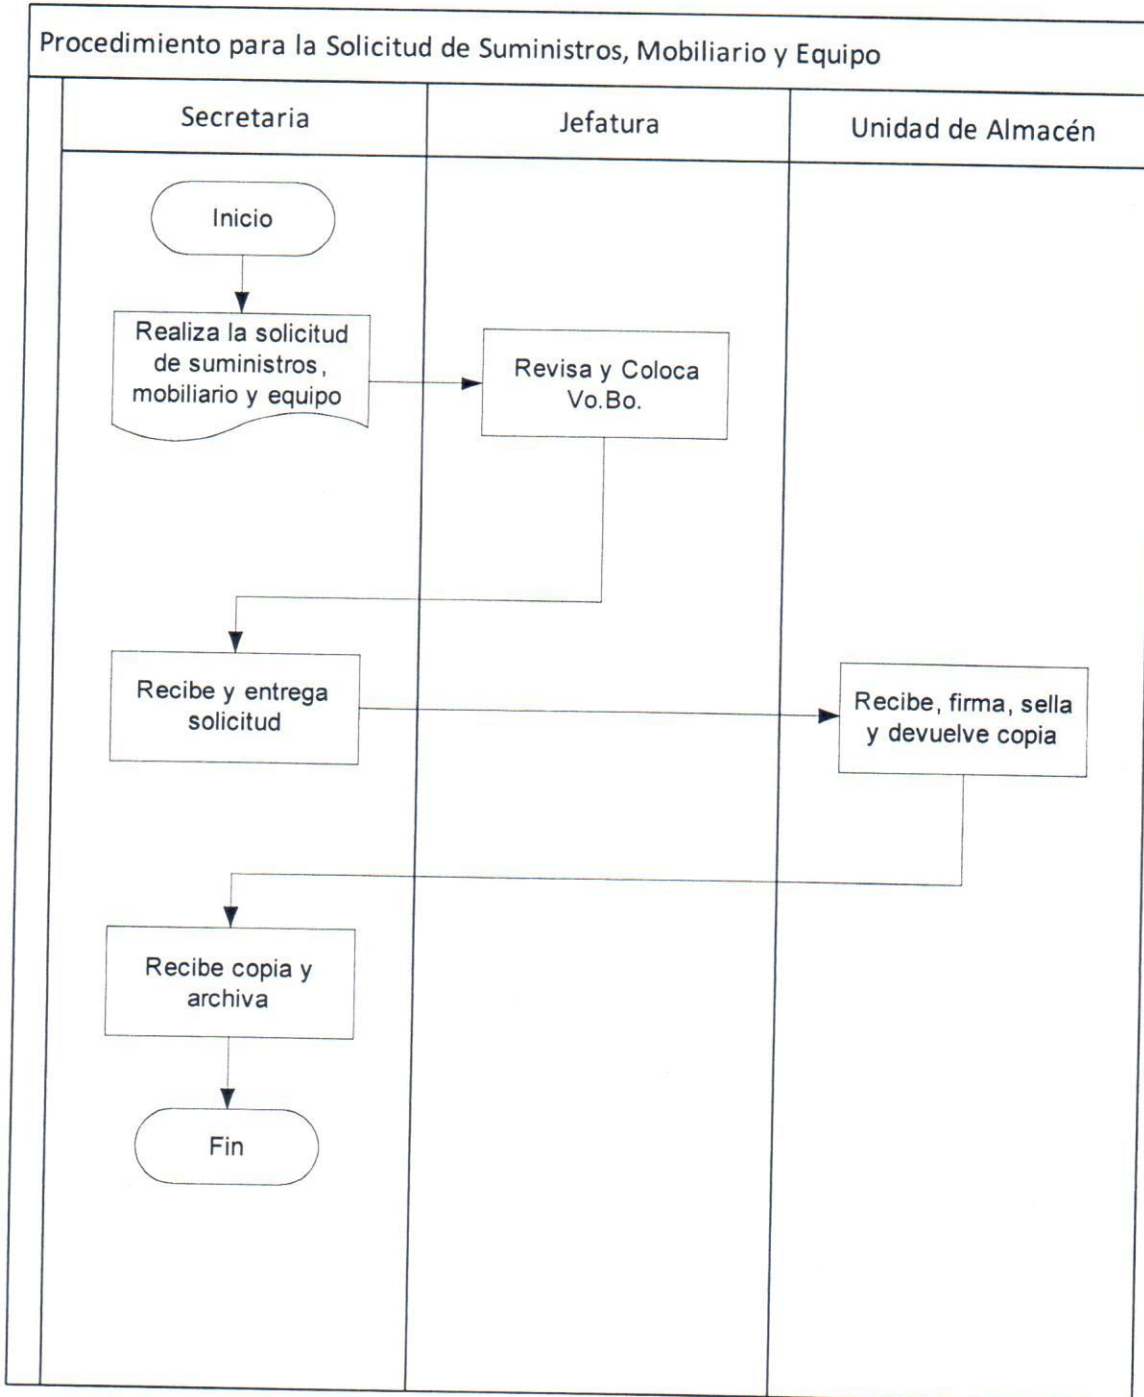 Procedimiento para la Solicitud de Suministros, Mobiliario y Equipo
Secretaria
Jefatura
Unidad de Almacén
Inicio
Realiza la solicitud
de suministros,
mobiliario y equipo
Revisa y Coloca
Vo.Bo.
Recibe y entrega
solicitud
Recibe, firma, sella
y devuelve copia
Recibe copia y
archiva
Fin